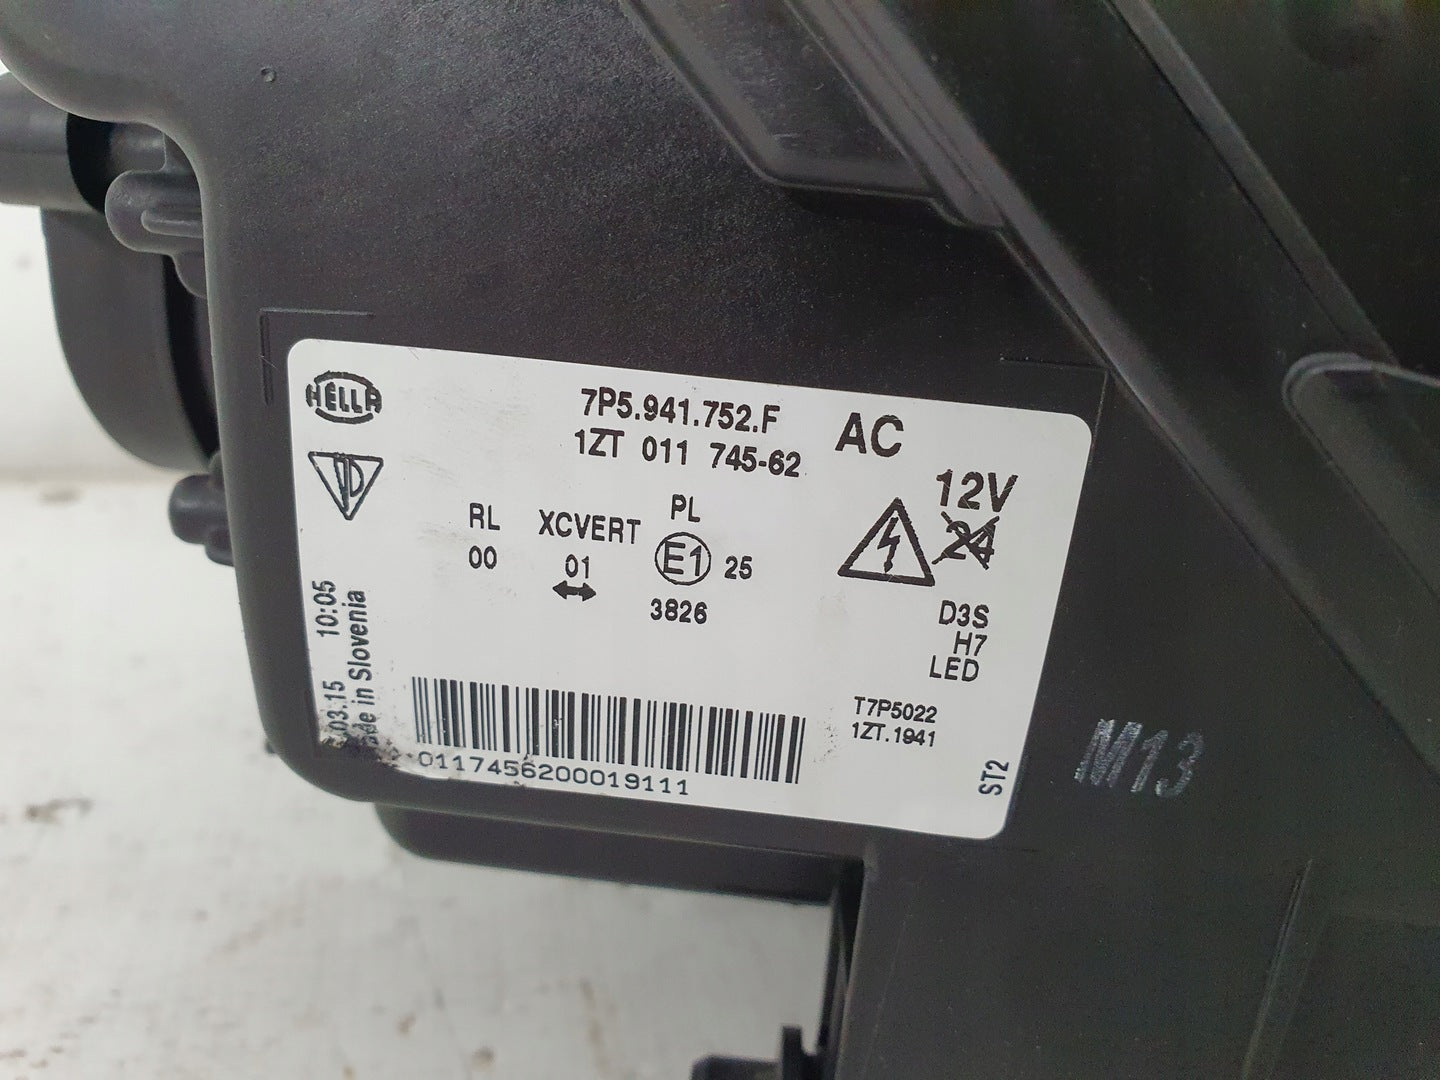 HELLA
7P5.941.752.F
AC
1ZT 011 745-62
12V
24
RL
XCVERT
PL
00
01
E1
25
3826
D3S
H7
LED
T7P5022
1ZT.1941
ST2
.03.15 10:05
in Slovenia
0117456200019111
M13